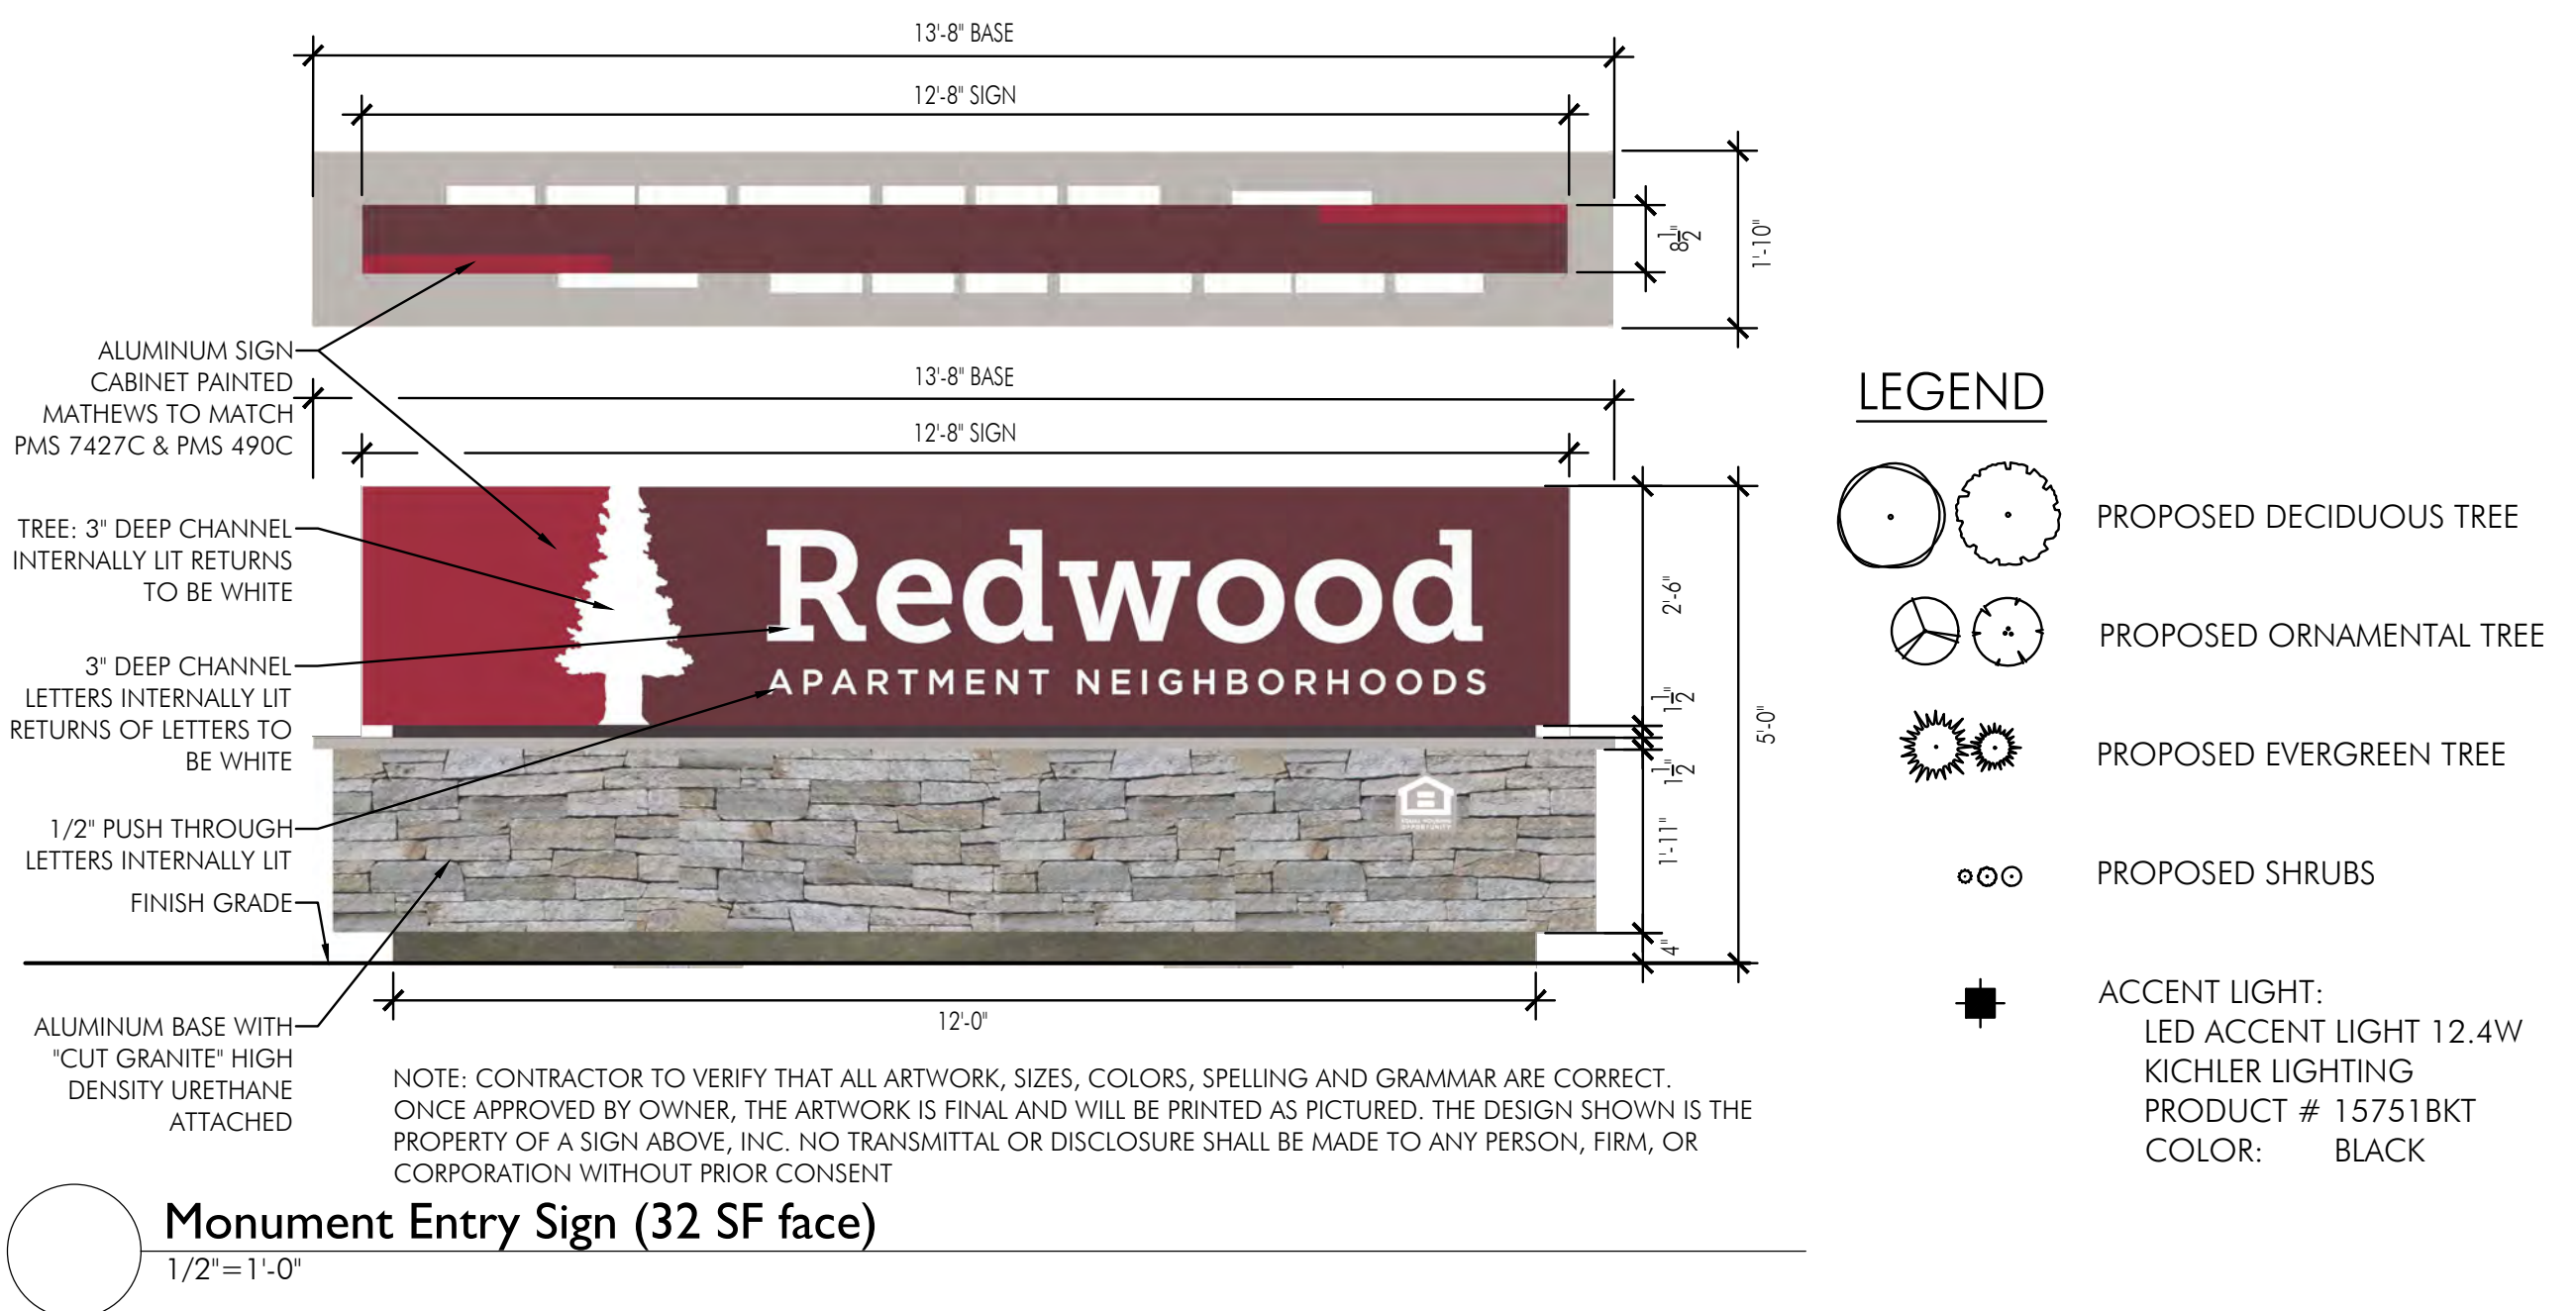 13'-8" BASE
12'-8" SIGN
8 1/2"
1'-10"
ALUMINUM SIGN
CABINET PAINTED
MATHEWS TO MATCH
PMS 7427C & PMS 490C
13'-8" BASE
12'-8" SIGN
TREE: 3" DEEP CHANNEL
INTERNALLY LIT RETURNS
TO BE WHITE
3" DEEP CHANNEL
LETTERS INTERNALLY LIT
RETURNS OF LETTERS TO
BE WHITE
1/2" PUSH THROUGH
LETTERS INTERNALLY LIT
FINISH GRADE
ALUMINUM BASE WITH
"CUT GRANITE" HIGH
DENSITY URETHANE
ATTACHED
Redwood
APARTMENT NEIGHBORHOODS
EQUAL HOUSING
OPPORTUNITY
2'-6"
1 1/2"
1 1/2"
1'-11"
4"
5'-0"
12'-0"
NOTE: CONTRACTOR TO VERIFY THAT ALL ARTWORK, SIZES, COLORS, SPELLING AND GRAMMAR ARE CORRECT.
ONCE APPROVED BY OWNER, THE ARTWORK IS FINAL AND WILL BE PRINTED AS PICTURED. THE DESIGN SHOWN IS THE
PROPERTY OF A SIGN ABOVE, INC. NO TRANSMITTAL OR DISCLOSURE SHALL BE MADE TO ANY PERSON, FIRM, OR
CORPORATION WITHOUT PRIOR CONSENT
Monument Entry Sign (32 SF face)
1/2"=1'-0"
LEGEND
PROPOSED DECIDUOUS TREE
PROPOSED ORNAMENTAL TREE
PROPOSED EVERGREEN TREE
PROPOSED SHRUBS
ACCENT LIGHT:
LED ACCENT LIGHT 12.4W
KICHLER LIGHTING
PRODUCT # 15751BKT
COLOR: BLACK